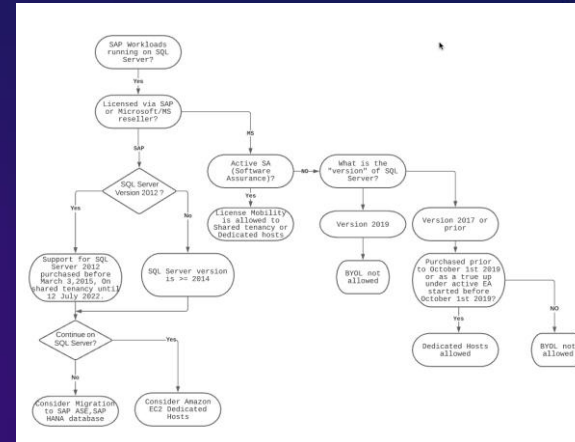 SAP Workloads
running on SQL
Server?
Yes
Licensed via SAP
or Microsoft/MS
reseller?
MS
SAP
Active SA
(Software
Assurance)?
NO
What is the
"version" of SQL
Server?
SQL Server
Version 2012 ?
Yes
No
Yes
License Mobility
is allowed to
Shared tenancy or
Dedicated hosts
Version 2019
Version 2017 or
prior
Support for SQL
Server 2012
purchased before
March 3,2015, On
shared tenancy until
12 July 2022.
SQL Server version
is >= 2014
BYOL not
allowed
Purchased prior
to October 1st 2019
or as a true up
under active EA
started before
October 1st 2019?
Yes
NO
Continue on
SQL Server?
Yes
No
Dedicated Hosts
allowed
BYOL not
allowed
Consider Migration
to SAP ASE,SAP
HANA database
Consider Amazon
EC2 Dedicated
Hosts